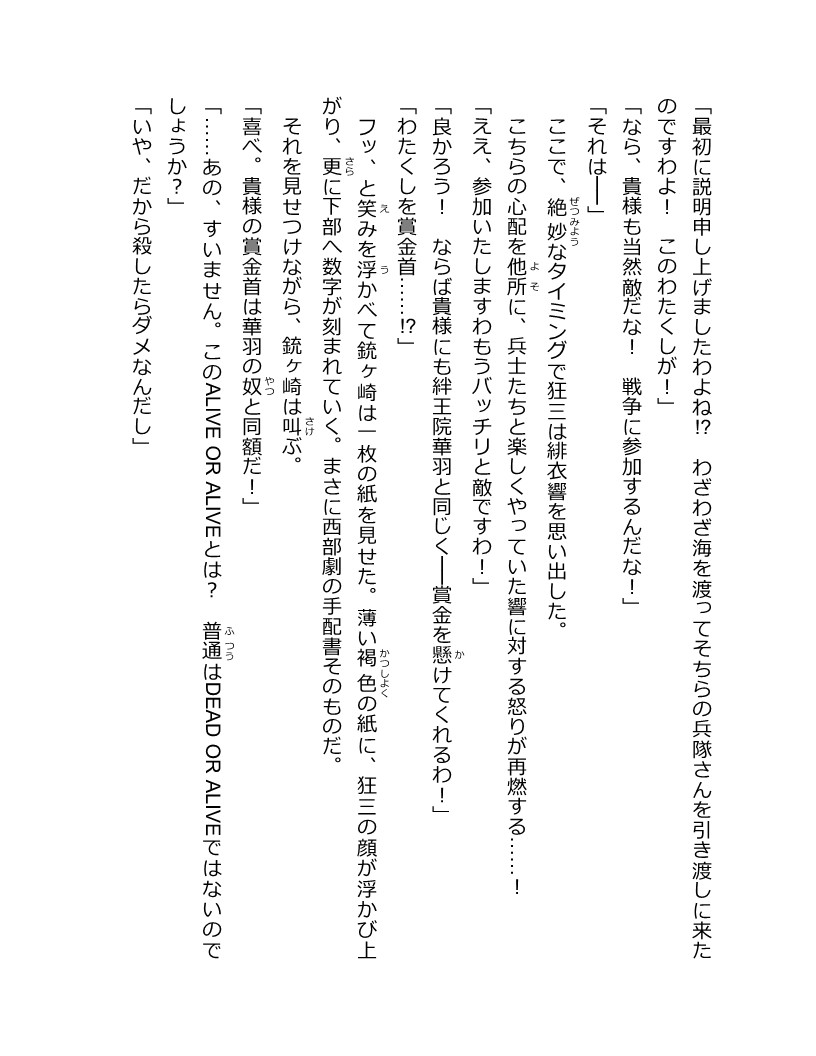 「最初に説明申し上げましたわよね⁉　わざわざ海を渡ってそちらの兵隊さんを引き渡しに来た
のですわよ！　このわたくしが！」
「なら、貴様も当然敵だな！　戦争に参加するんだな！」
「それは――」
　ここで、絶妙なタイミングで狂三は緋衣響を思い出した。
　こちらの心配を他所に、兵士たちと楽しくやっていた響に対する怒りが再燃する……！
「ええ、参加いたしますわもうバッチリと敵ですわ！」
「良かろう！　ならば貴様にも絆王院華羽と同じく――賞金を懸けてくれるわ！」
「わたくしを賞金首……⁉」
　フッ、と笑みを浮かべて銃ヶ崎は一枚の紙を見せた。薄い褐色の紙に、狂三の顔が浮かび上
がり、更に下部へ数字が刻まれていく。まさに西部劇の手配書そのものだ。
　それを見せつけながら、銃ヶ崎は叫ぶ。
「喜べ。貴様の賞金首は華羽の奴と同額だ！」
「……あの、すいません。このALIVE OR ALIVEとは？　普通はDEAD OR ALIVEではないので
しょうか？」
「いや、だから殺したらダメなんだし」